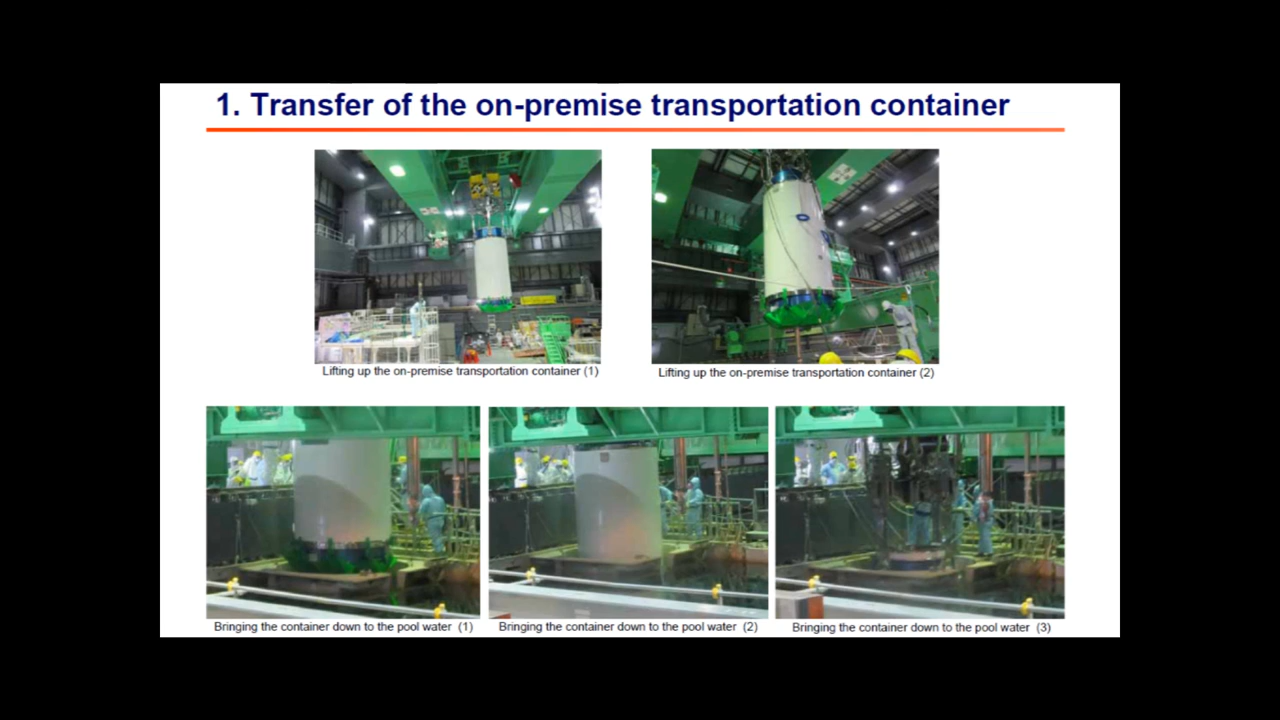 1. Transfer of the on-premise transportation container
Lifting up the on-premise transportation container (1)
Lifting up the on-premise transportation container (2)
Bringing the container down to the pool water (1)
Bringing the container down to the pool water (2)
Bringing the container down to the pool water (3)